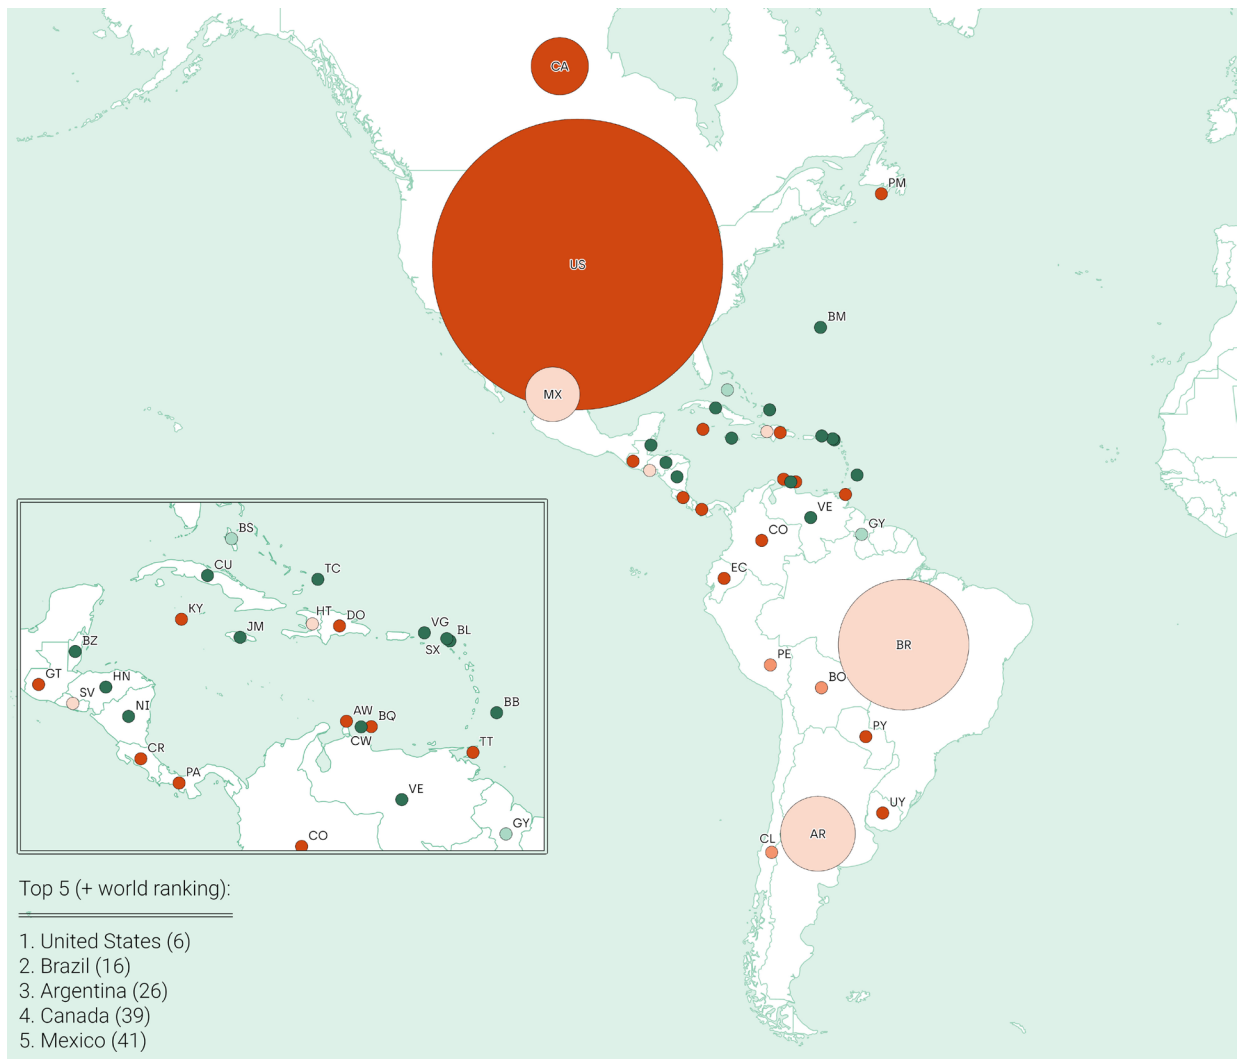 CA
PM
US
BM
MX
VE
CO
GY
EC
BR
PE
BO
PY
UY
AR
CL
BS
CU
TC
KY
HT
DO
JM
VG
BL
SX
BZ
GT
HN
SV
NI
BB
AW
BQ
CW
CR
TT
PA
VE
GY
CO
Top 5 (+ world ranking):
1. United States (6)
2. Brazil (16)
3. Argentina (26)
4. Canada (39)
5. Mexico (41)